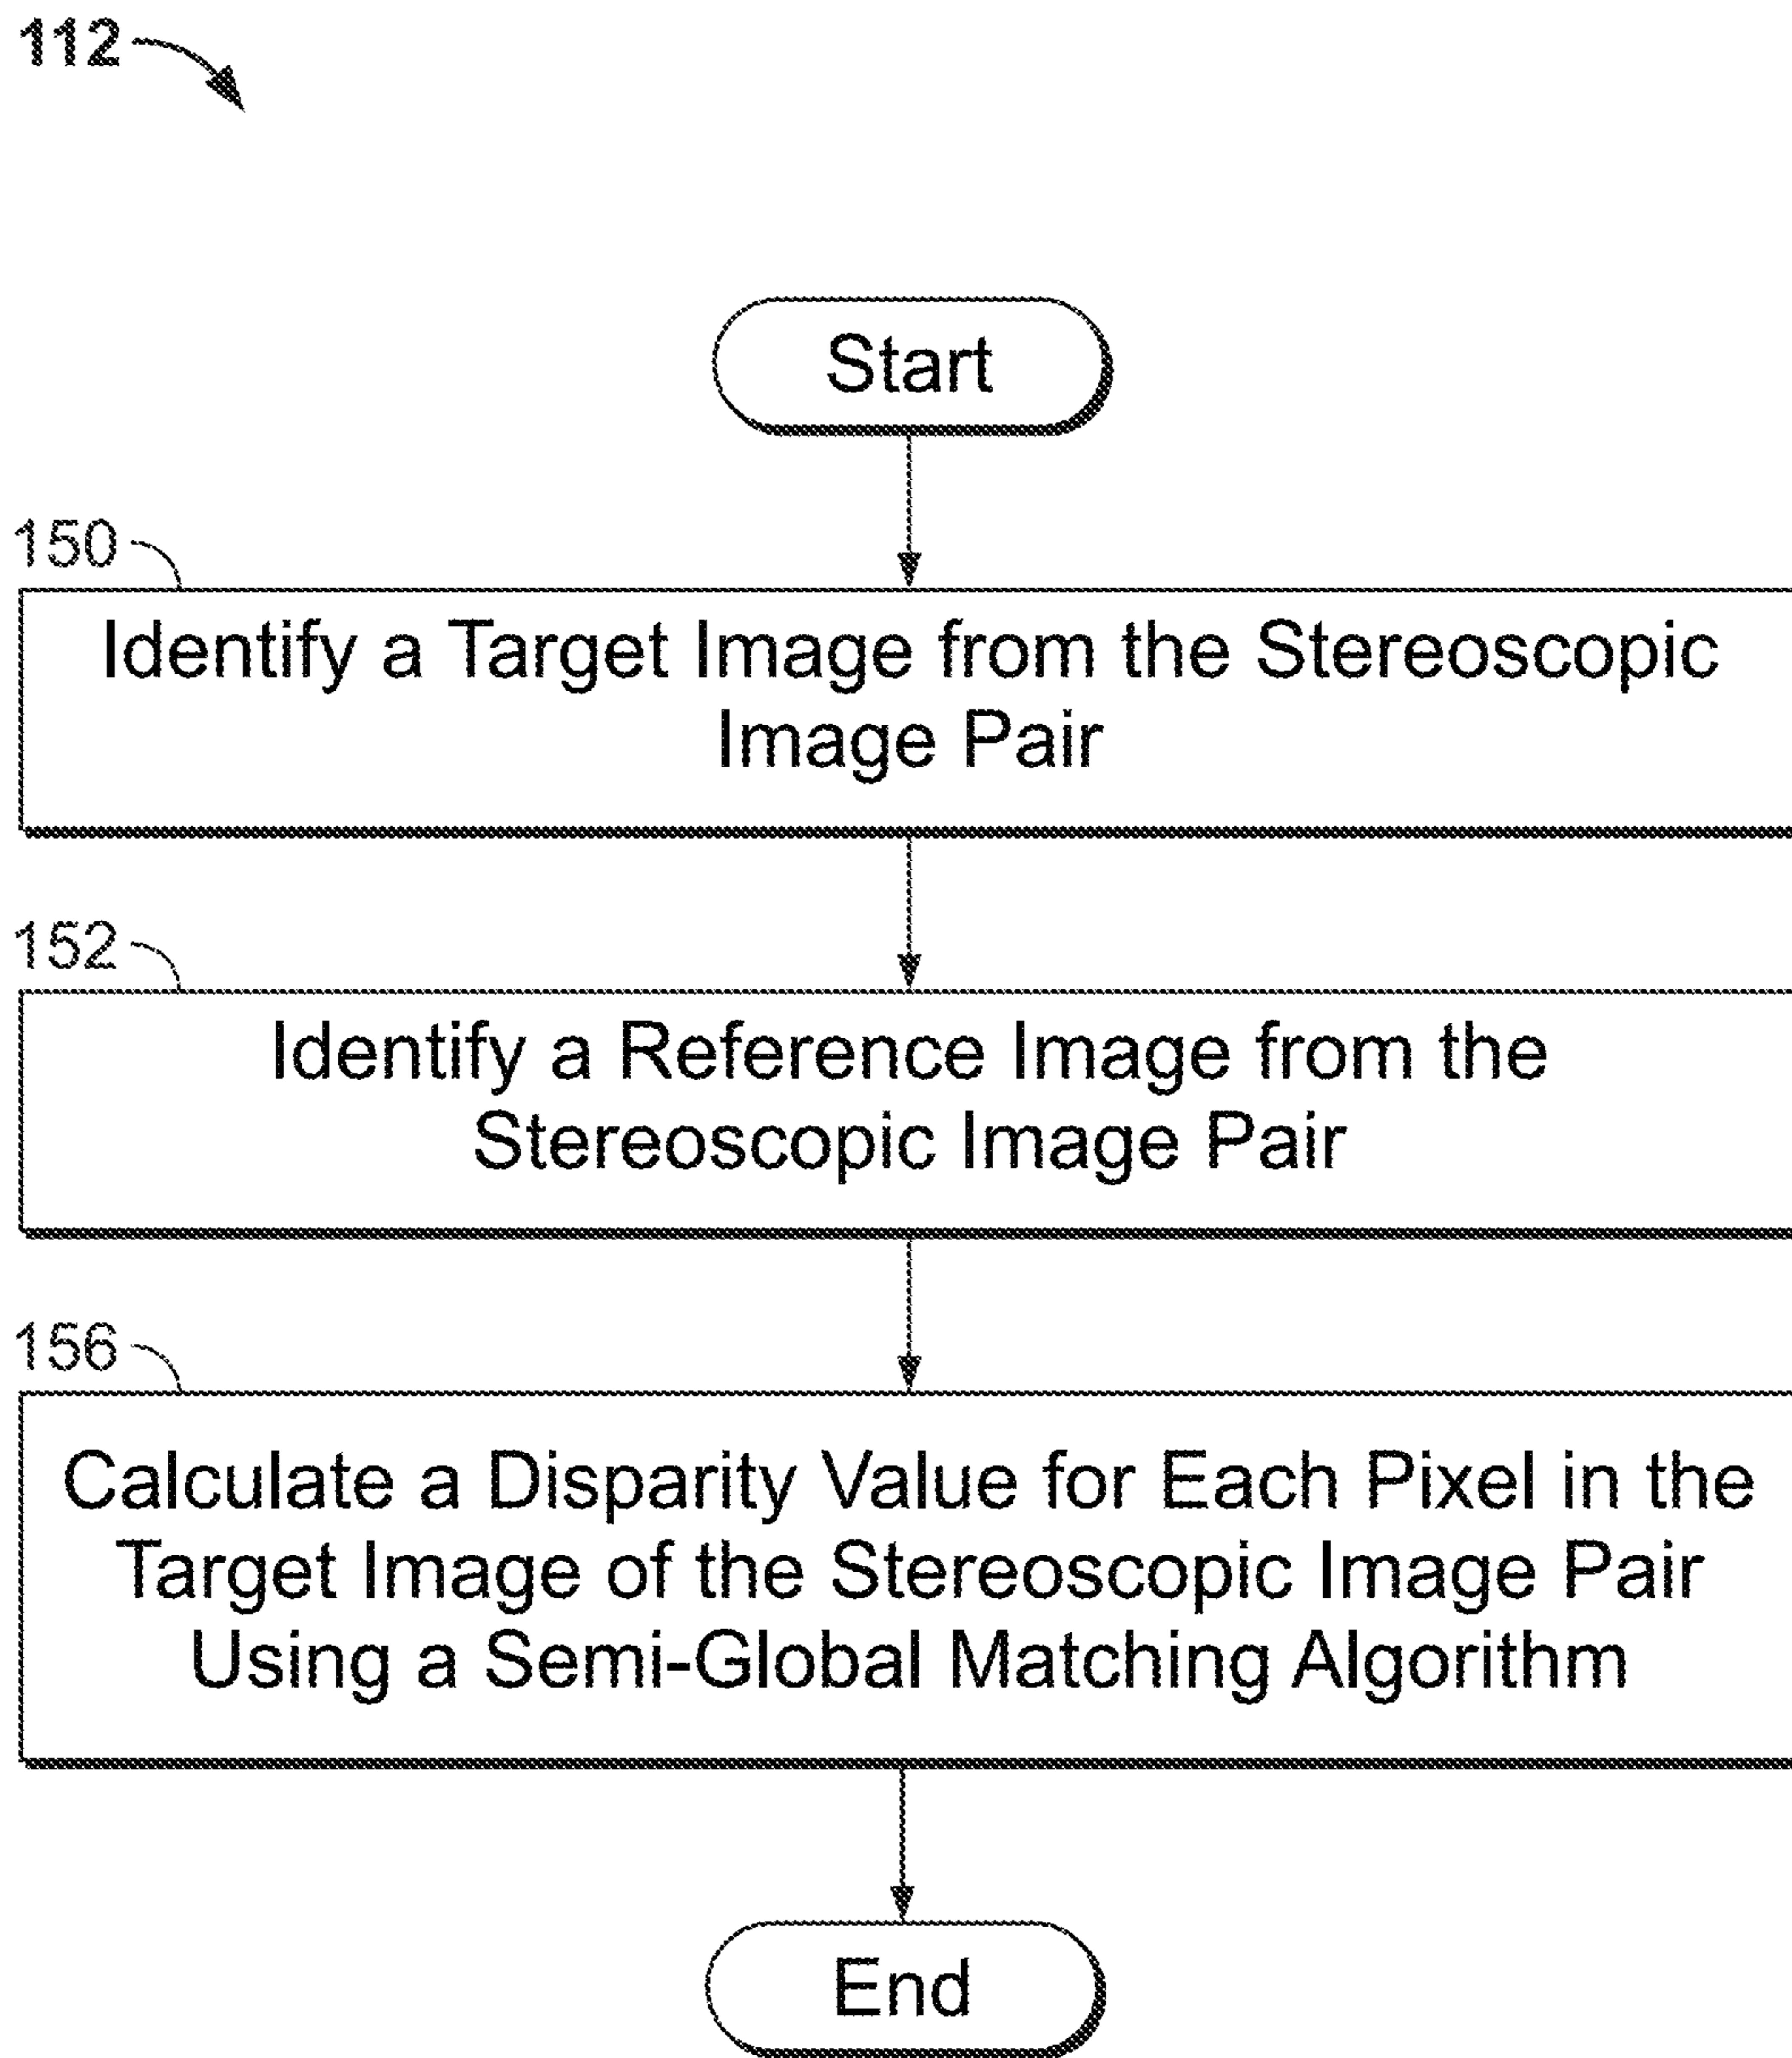 112
Start
150
Identify a Target Image from the Stereoscopic
Image Pair
152
Identify a Reference Image from the
Stereoscopic Image Pair
156
Calculate a Disparity Value for Each Pixel in the
Target Image of the Stereoscopic Image Pair
Using a Semi-Global Matching Algorithm
End